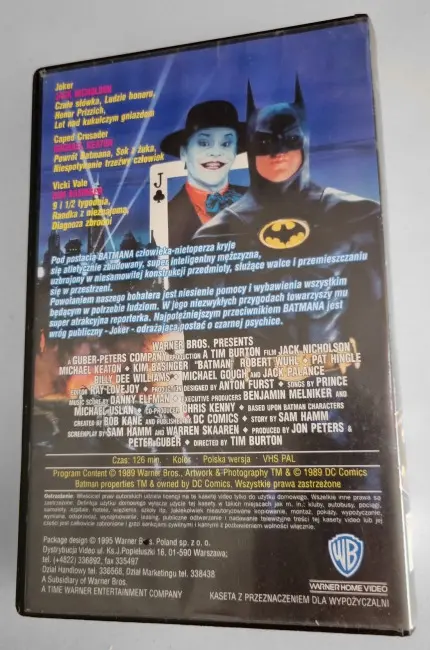 Joker
JACK NICHOLSON
Czułe słówka, Ludzie honoru,
Honor Prizzich,
Lot nad kukułczym gniazdem
Caped Crusader
MICHAEL KEATON
Powrót Batmana, Sok z żuka,
Niespotykanie trzeźwy człowiek
Vicki Vale
KIM BASINGER
9 i 1/2 tygodnia,
Randka z nieznajomą,
Diagnoza zbrodni
J
Pod postacią BATMANA człowieka-nietoperza kryje
się atletycznie zbudowany, super inteligentny mężczyzna,
uzbrojony w niesamowitej konstrukcji przedmioty, służące walce i przemieszczaniu
się w przestrzeni.
Powołaniem naszego bohatera jest niesienie pomocy i wybawienia wszystkim
będącym w potrzebie ludziom. W jego niezwykłych przygodach towarzyszy mu
super atrakcyjna reporterka. Najpotężniejszym przeciwnikiem BATMANA jest
wróg publiczny - Joker - odrażająca postać o czarnej psychice.
WARNER BROS. PRESENTS
A GUBER-PETERS COMPANY PRODUCTION A TIM BURTON FILM JACK NICHOLSON
MICHAEL KEATON · KIM BASINGER "BATMAN" ROBERT WUHL · PAT HINGLE
BILLY DEE WILLIAMS · MICHAEL GOUGH AND JACK PALANCE
EDITOR RAY LOVEJOY PRODUCTION DESIGNED BY ANTON FURST · SONGS BY PRINCE
MUSIC SCORE BY DANNY ELFMAN · EXECUTIVE PRODUCERS BENJAMIN MELNIKER AND
MICHAEL USLAN CO-PRODUCER CHRIS KENNY · BASED UPON BATMAN CHARACTERS
CREATED BY BOB KANE AND PUBLISHED BY DC COMICS · STORY BY SAM HAMM
SCREENPLAY BY SAM HAMM AND WARREN SKAAREN · PRODUCED BY JON PETERS &
PETER GUBER · DIRECTED BY TIM BURTON
Czas: 126 min. · Kolor · Polska wersja · VHS PAL
Program Content © 1989 Warner Bros., Artwork & Photography TM & © 1989 DC Comics
Batman properties TM & owned by DC Comics, Wszystkie prawa zastrzeżone
Package design © 1995 Warner Bros. Poland sp. z o. o.
Dystrybucja Video ul. Ks.J.Popiełuszki 16, 01-590 Warszawa;
tel. (+4822) 336892, fax 335497
Dział Handlowy tel. 336568, Dział Marketingu tel. 338438
A Subsidiary of Warner Bros.
A TIME WARNER ENTERTAINMENT COMPANY
WB
WARNER HOME VIDEO
KASETA Z PRZEZNACZENIEM DLA WYPOŻYCZALNI